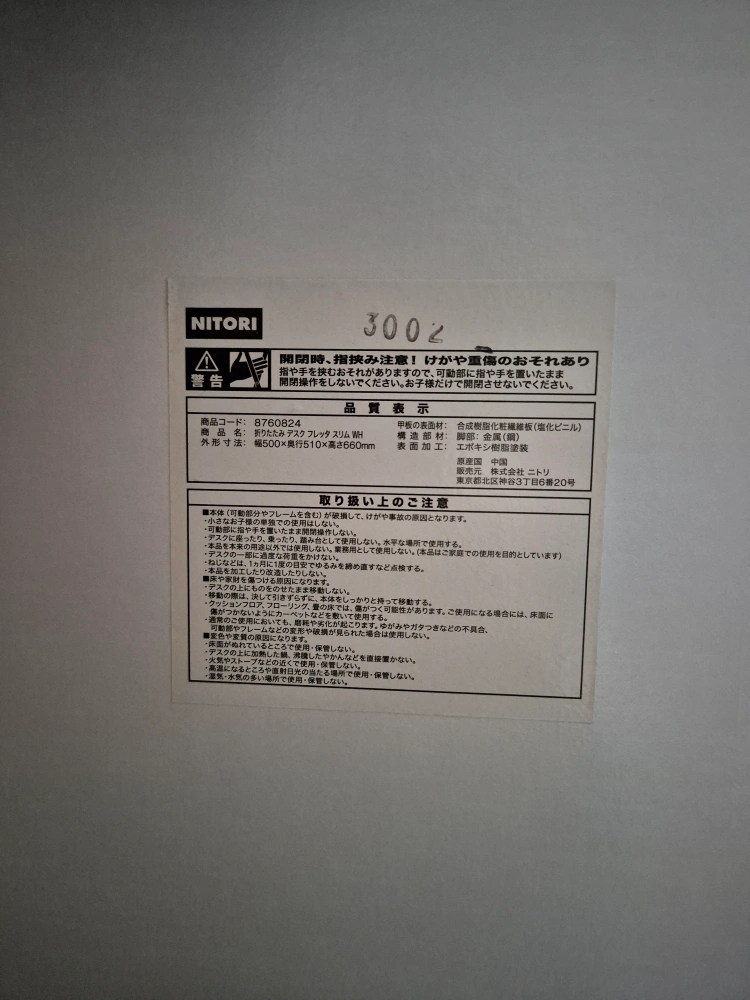 NITORI
3002
警告
開閉時、指挟み注意！けがや重傷のおそれあり
指や手を挟むおそれがありますので、可動部に指や手を置いたまま
開閉操作をしないでください。お子様だけで開閉させないでください。
品質表示
商品コード： 8760824
商品名： 折りたたみ デスク フレッタ スリム WH
外形寸法： 幅500×奥行510×高さ660mm
甲板の表面材： 合成樹脂化粧繊維板（塩化ビニル）
構造部材： 脚部：金属（鋼）
表面加工： エポキシ樹脂塗装
原産国 中国
販売元 株式会社 ニトリ
東京都北区神谷3丁目6番20号
取り扱い上のご注意
■本体（可動部分やフレームを含む）が破損して、けがや事故の原因となります。
・小さなお子様の単独での使用はしない。
・可動部に指や手を置いたまま開閉操作しない。
・デスクに座ったり、乗ったり、踏み台として使用しない。水平な場所で使用する。
・本品を本来の用途以外では使用しない。業務用として使用しない。（本品はご家庭での使用を目的としています）
・デスクの一部に過度な荷重をかけない。
・ねじなどは、1ヵ月に1度の目安でゆるみを締め直すなど点検する。
・本品を加工したり改造したりしない。
■床や家財を傷つける原因になります。
・デスクの上にものをのせたまま移動しない。
・移動の際は、決して引きずらずに、本体をしっかりと持って移動する。
・クッションフロア、フローリング、畳の床では、傷がつく可能性があります。ご使用になる場合には、床面に
傷がつかないようにカーペットなどを敷いて使用する。
・通常のご使用においても、磨耗や劣化が起こります。ゆがみやガタつきなどの不具合、
可動部やフレームなどの変形や破損が見られた場合は使用しない。
■変色や変質の原因になります。
・床面がぬれているところで使用・保管しない。
・デスクの上に加熱した鍋、沸騰したやかんなどを直接置かない。
・火気やストーブなどの近くで使用・保管しない。
・高温になるところや直射日光の当たる場所で使用・保管しない。
・湿気・水気の多い場所で使用・保管しない。